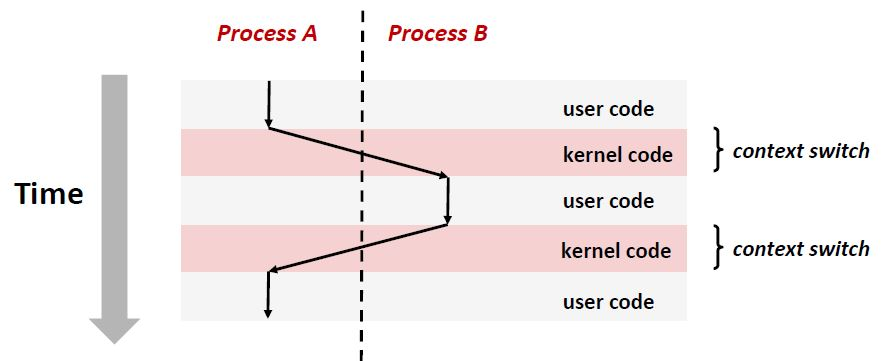 Process A
Process B
user code
kernel code
context switch
Time
user code
kernel code
context switch
user code